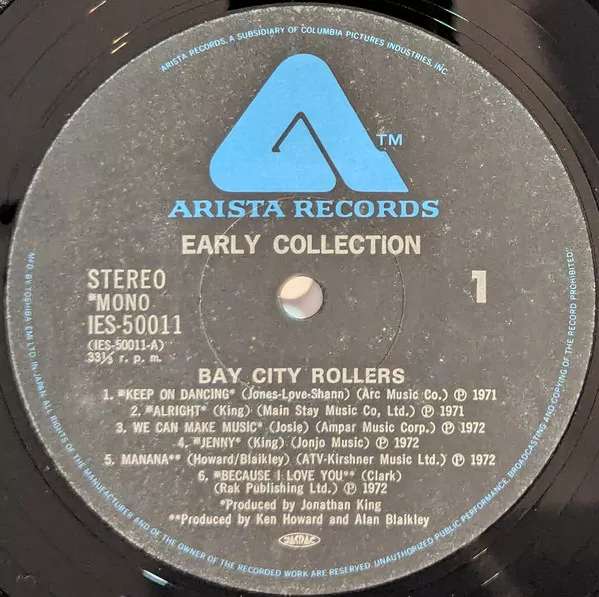 ARISTA RECORDS, A SUBSIDIARY OF COLUMBIA PICTURES INDUSTRIES, INC.
TM
ARISTA RECORDS
EARLY COLLECTION
STEREO
*MONO
IES-50011
(IES-50011-A)
33⅓ r. p. m.
1
BAY CITY ROLLERS
1. *KEEP ON DANCING* (Jones-Love-Shann) (Arc Music Co.) Ⓟ 1971
2. *ALRIGHT* (King) (Main Stay Music Co, Ltd.) Ⓟ 1971
3. WE CAN MAKE MUSIC* (Josie) (Ampar Music Corp.) Ⓟ 1972
4. *JENNY* (King) (Jonjo Music) Ⓟ 1972
5. MANANA** (Howard/Blaikley) (ATV-Kirshner Music Ltd.) Ⓟ 1972
6. *BECAUSE I LOVE YOU** (Clark)
(Rak Publishing Ltd.) Ⓟ 1972
*Produced by Jonathan King
**Produced by Ken Howard and Alan Blaikley
JASRAC
MFD. BY TOSHIBA EMI LTD. IN JAPAN. ALL RIGHTS OF THE MANUFACTURER AND OF THE OWNER OF THE RECORDED WORK ARE RESERVED UNAUTHORIZED PUBLIC PERFORMANCE, BROADCASTING AND COPYING OF THE RECORD PROHIBITED.